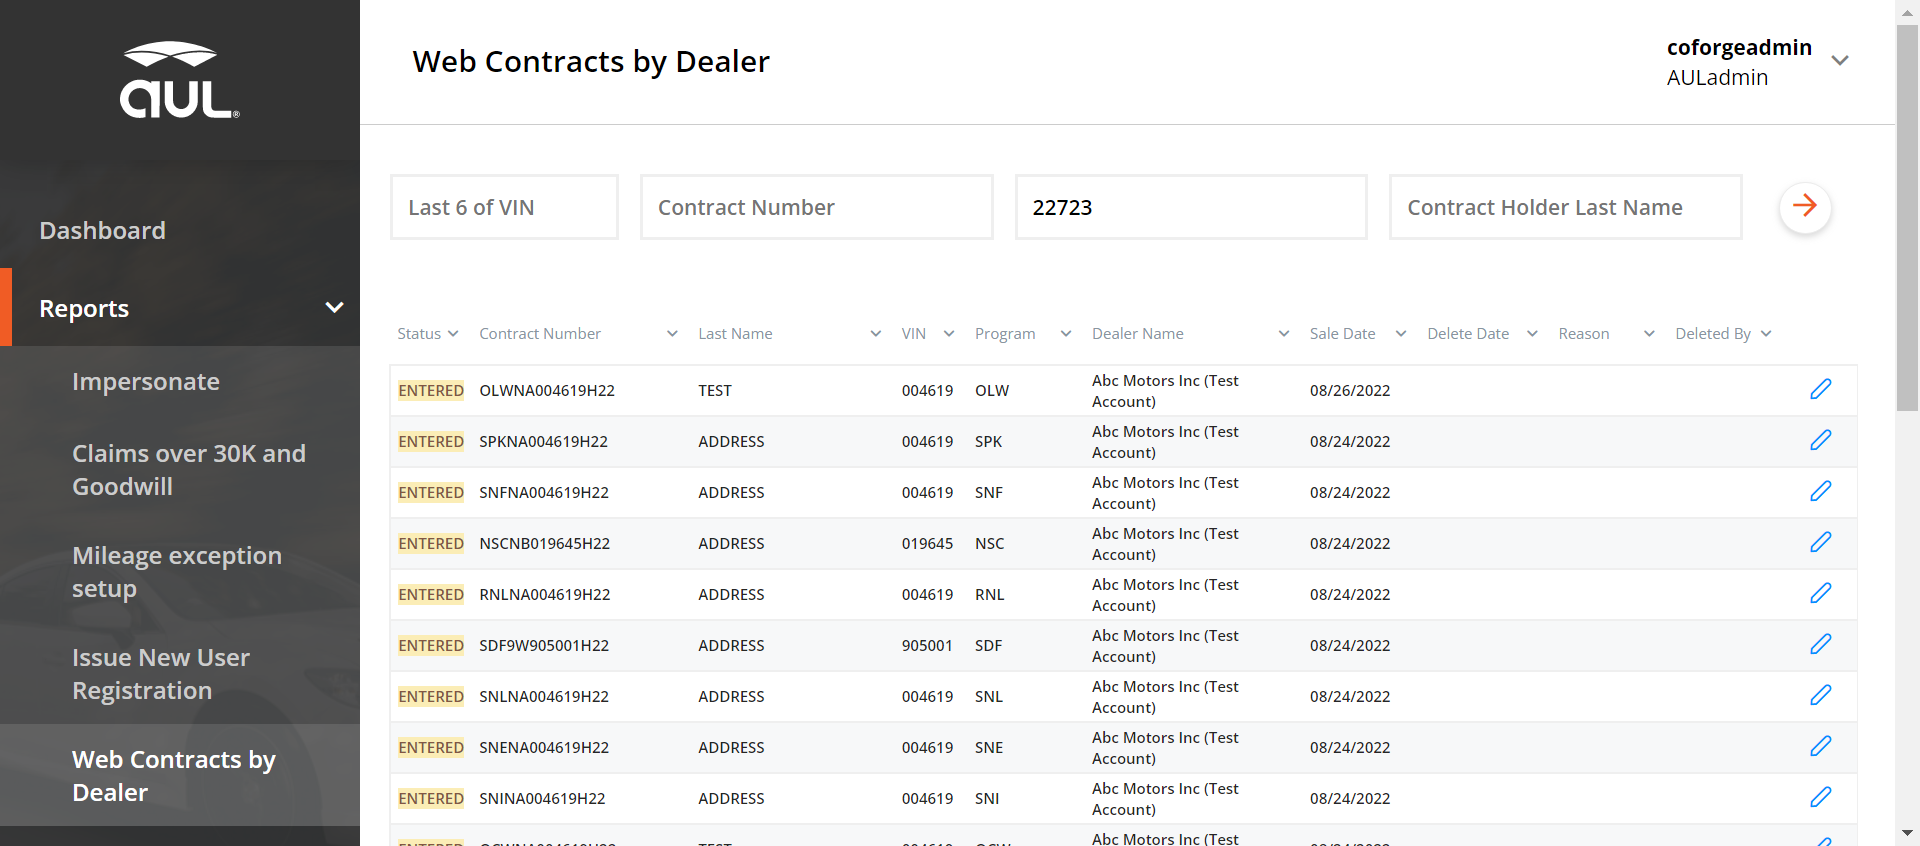 aUL®
Dashboard
Reports
Impersonate
Claims over 30K and
Goodwill
Mileage exception
setup
Issue New User
Registration
Web Contracts by
Dealer
Web Contracts by Dealer
coforgeadmin
AULadmin
Last 6 of VIN Contract Number 22723 Contract Holder Last Name
Status Contract Number Last Name VIN Program Dealer Name Sale Date Delete Date Reason Deleted By
ENTERED OLWNA004619H22 TEST 004619 OLW Abc Motors Inc (Test 08/26/2022
Account)
ENTERED SPKNA004619H22 ADDRESS 004619 SPK Abc Motors Inc (Test 08/24/2022
Account)
ENTERED SNFNA004619H22 ADDRESS 004619 SNF Abc Motors Inc (Test 08/24/2022
Account)
ENTERED NSCNB019645H22 ADDRESS 019645 NSC Abc Motors Inc (Test 08/24/2022
Account)
ENTERED RNLNA004619H22 ADDRESS 004619 RNL Abc Motors Inc (Test 08/24/2022
Account)
ENTERED SDF9W905001H22 ADDRESS 905001 SDF Abc Motors Inc (Test 08/24/2022
Account)
ENTERED SNLNA004619H22 ADDRESS 004619 SNL Abc Motors Inc (Test 08/24/2022
Account)
ENTERED SNENA004619H22 ADDRESS 004619 SNE Abc Motors Inc (Test 08/24/2022
Account)
ENTERED SNINA004619H22 ADDRESS 004619 SNI Abc Motors Inc (Test 08/24/2022
Account)
Abc Motors Inc (Test